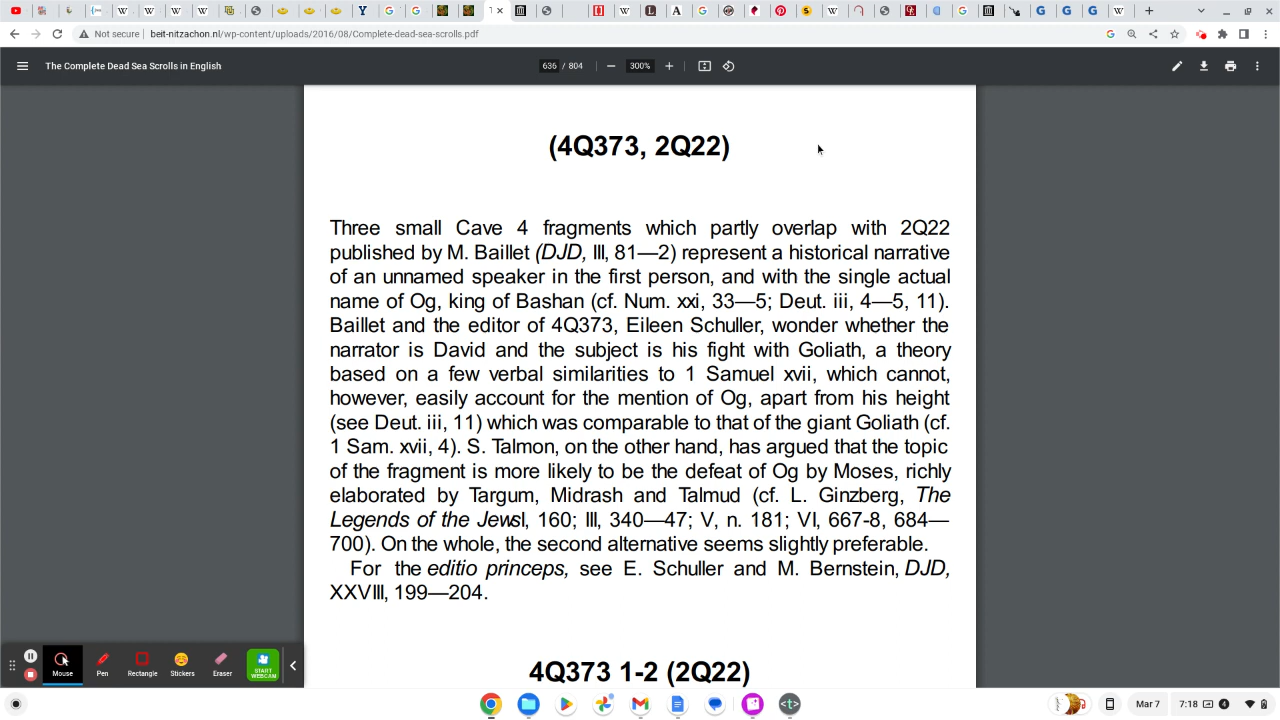 Not secure
beit-nitzachon.nl/wp-content/uploads/2016/08/Complete-dead-sea-scrolls.pdf
The Complete Dead Sea Scrolls in English
636 / 804
300%
(4Q373, 2Q22)
Three small Cave 4 fragments which partly overlap with 2Q22
published by M. Baillet (DJD, III, 81—2) represent a historical narrative
of an unnamed speaker in the first person, and with the single actual
name of Og, king of Bashan (cf. Num. xxi, 33—5; Deut. iii, 4—5, 11).
Baillet and the editor of 4Q373, Eileen Schuller, wonder whether the
narrator is David and the subject is his fight with Goliath, a theory
based on a few verbal similarities to 1 Samuel xvii, which cannot,
however, easily account for the mention of Og, apart from his height
(see Deut. iii, 11) which was comparable to that of the giant Goliath (cf.
1 Sam. xvii, 4). S. Talmon, on the other hand, has argued that the topic
of the fragment is more likely to be the defeat of Og by Moses, richly
elaborated by Targum, Midrash and Talmud (cf. L. Ginzberg, The
Legends of the JewsI, 160; III, 340—47; V, n. 181; VI, 667-8, 684—
700). On the whole, the second alternative seems slightly preferable.
For the editio princeps, see E. Schuller and M. Bernstein, DJD,
XXVIII, 199—204.
4Q373 1-2 (2Q22)
Mouse
Pen
Rectangle
Stickers
Eraser
START
WEBCAM
Mar 7
7:18